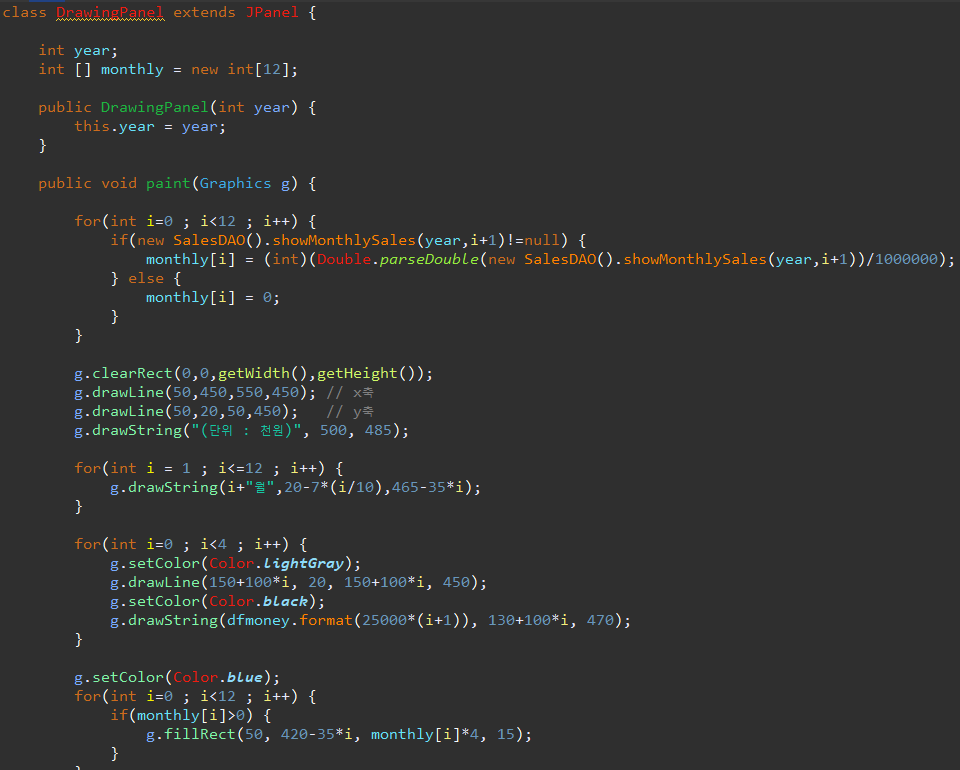 class DrawingPanel extends JPanel {
int year;
int [] monthly = new int[12];
public DrawingPanel(int year) {
this.year = year;
}
public void paint(Graphics g) {
for(int i=0 ; i<12 ; i++) {
if(new SalesDAO().showMonthlySales(year,i+1)!=null) {
monthly[i] = (int)(Double.parseDouble(new SalesDAO().showMonthlySales(year,i+1))/1000000);
} else {
monthly[i] = 0;
}
}
g.clearRect(0,0,getWidth(),getHeight());
g.drawLine(50,450,550,450); // x축
g.drawLine(50,20,50,450); // y축
g.drawString("(단위 : 천원)", 500, 485);
for(int i = 1 ; i<=12 ; i++) {
g.drawString(i+"월",20-7*(i/10),465-35*i);
}
for(int i=0 ; i<4 ; i++) {
g.setColor(Color.lightGray);
g.drawLine(150+100*i, 20, 150+100*i, 450);
g.setColor(Color.black);
g.drawString(dfmoney.format(25000*(i+1)), 130+100*i, 470);
}
g.setColor(Color.blue);
for(int i=0 ; i<12 ; i++) {
if(monthly[i]>0) {
g.fillRect(50, 420-35*i, monthly[i]*4, 15);
}
}